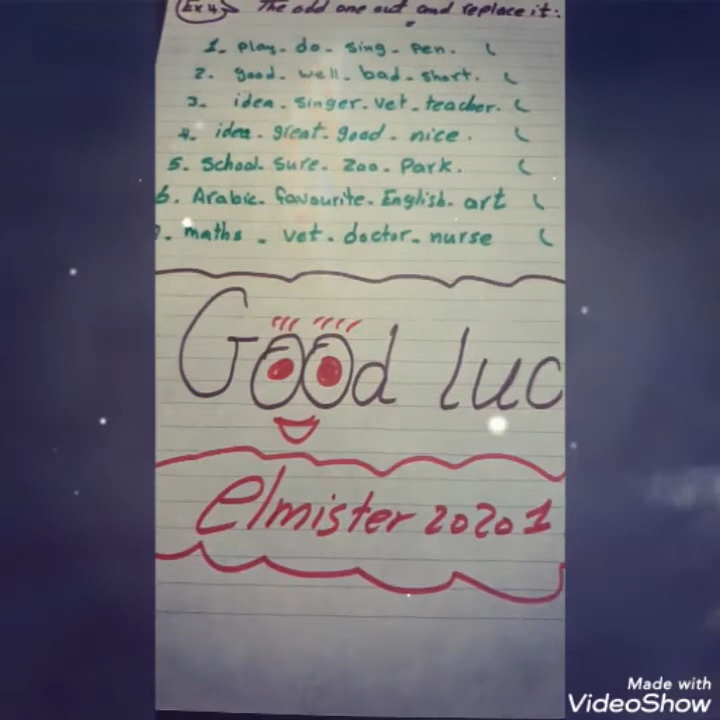 Ex 4 The odd one out and replace it:
1. play - do - sing - pen. (
2. good - well - bad - short. (
3. idea - singer - vet - teacher. (
4. idea - great - good - nice. (
5. School - Sure - Zoo - Park. (
6. Arabic - favourite - English - art (
. maths - vet - doctor - nurse (
Good luc
elmister 20201
Made with
VideoShow